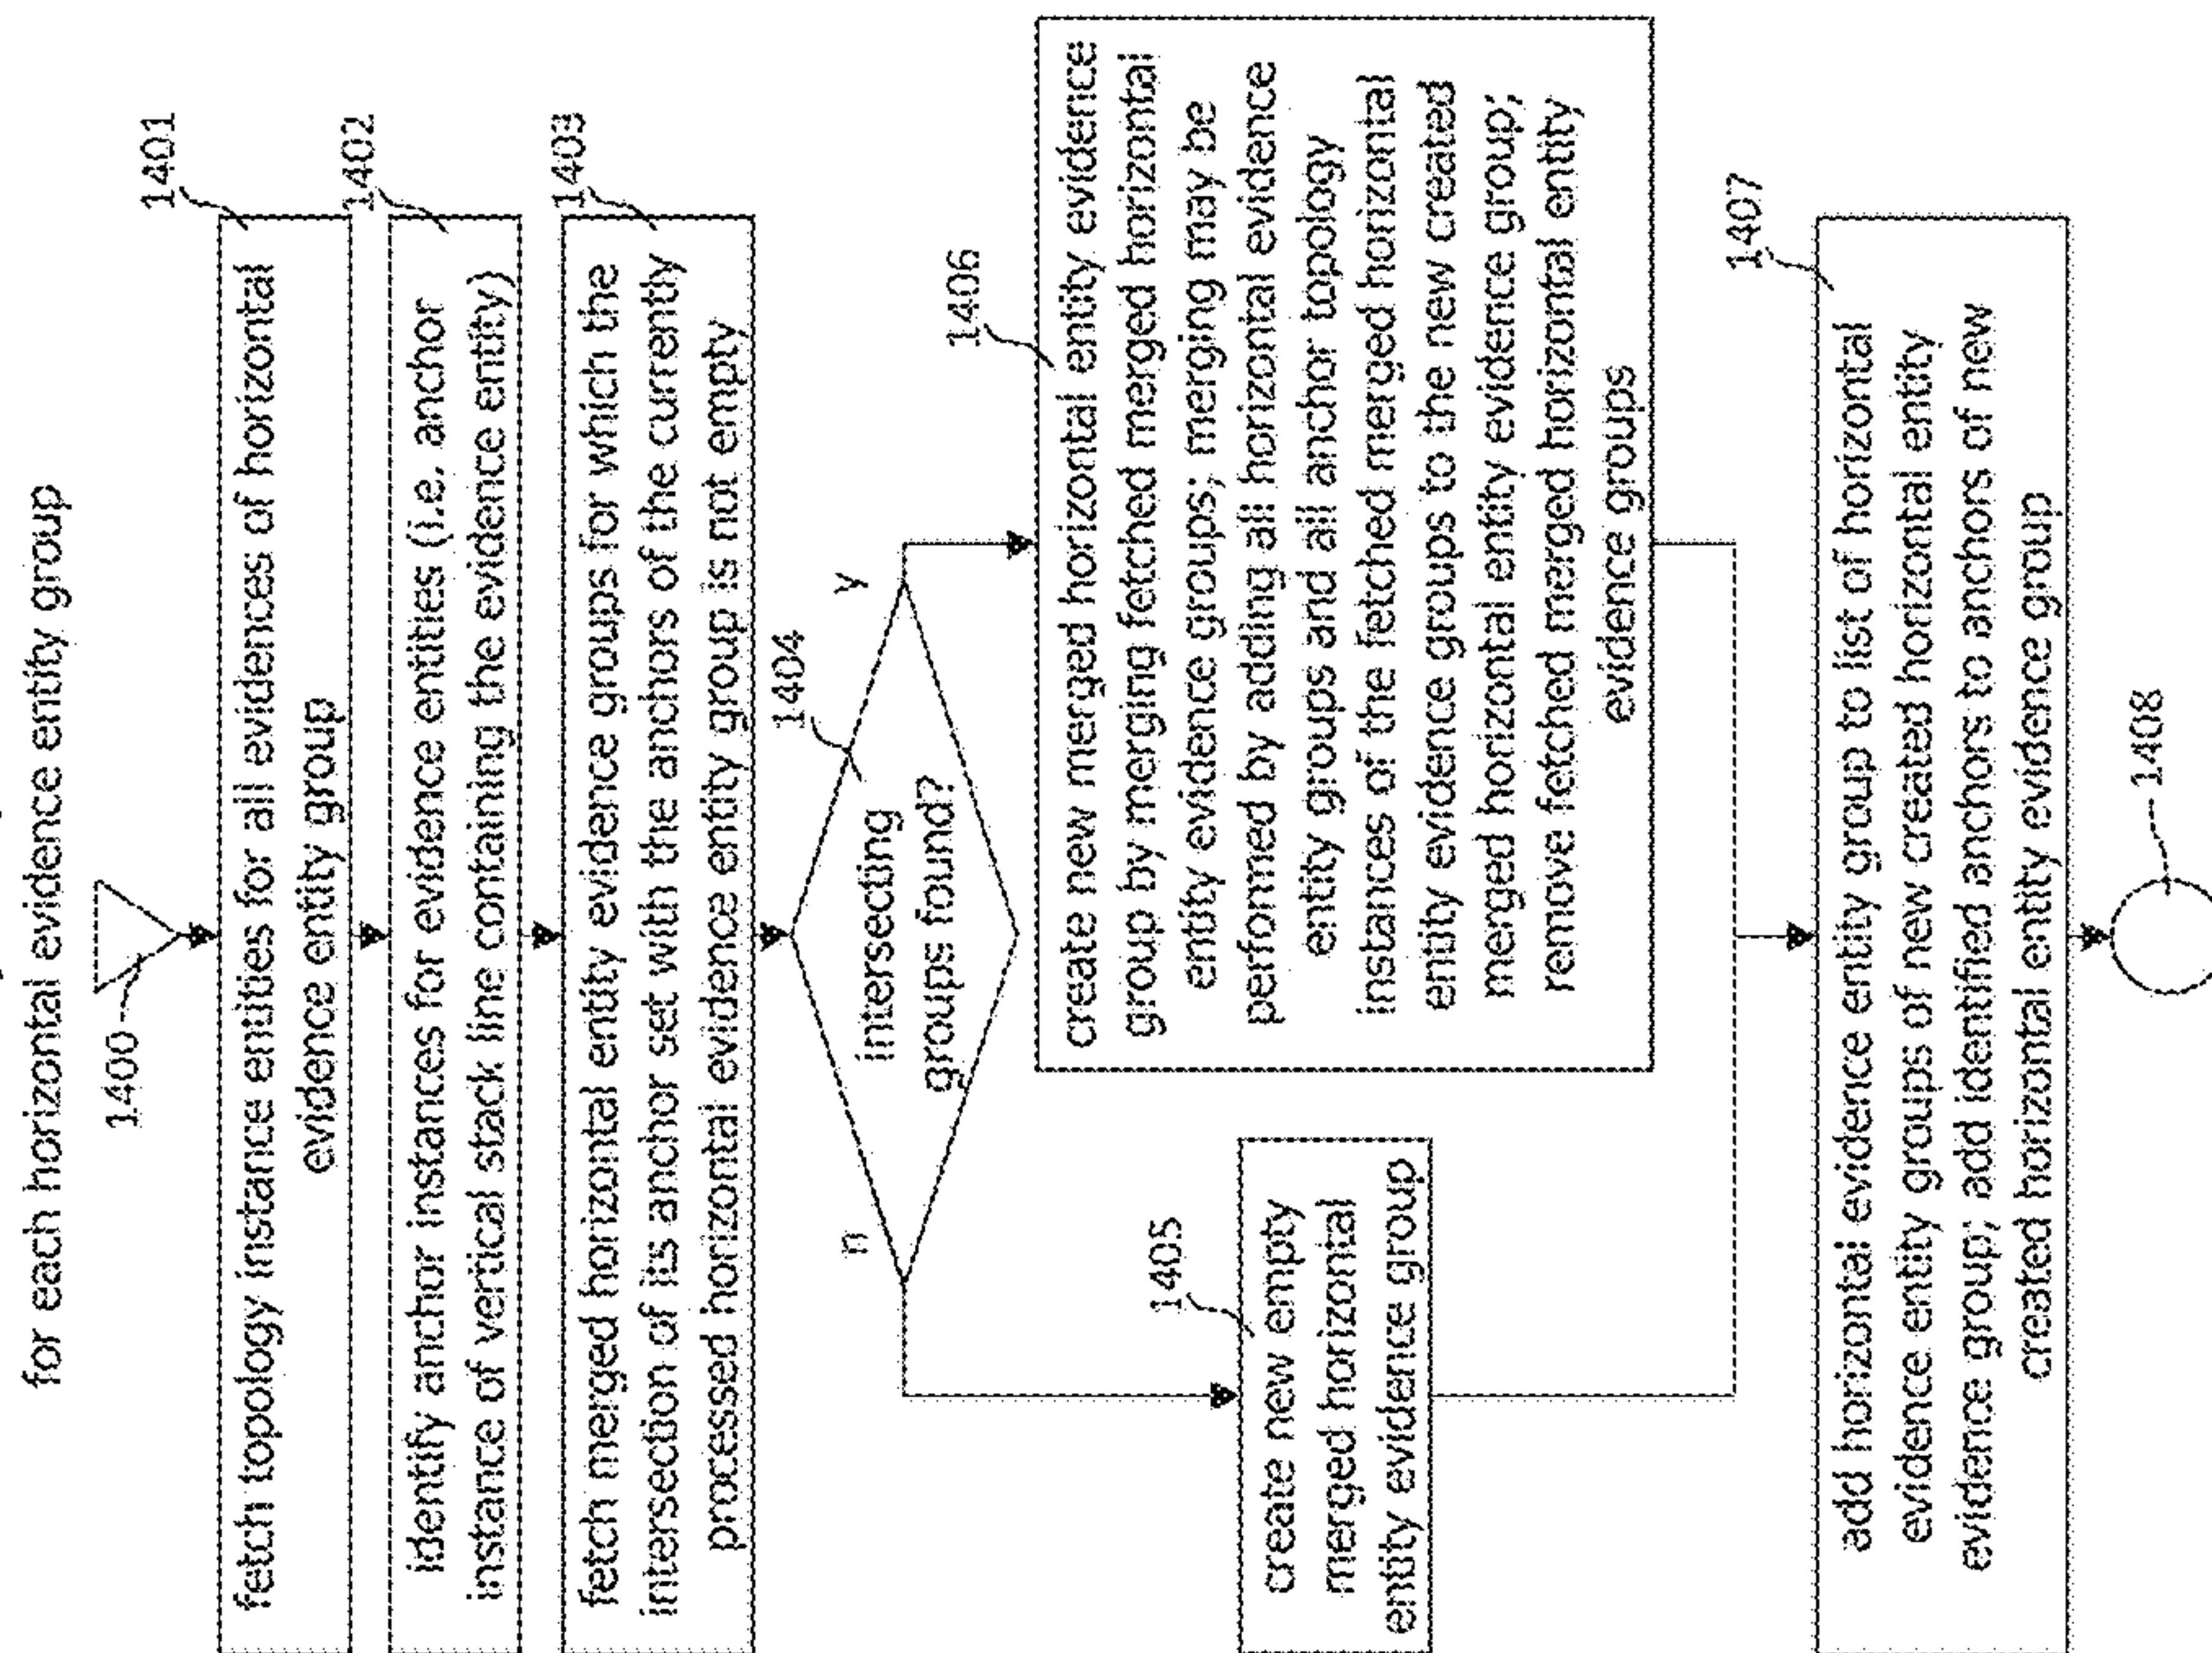 for each horizontal evidence entity group
1400
1401
fetch topology instance entities for all evidences of horizontal
evidence entity group
1402
identify anchor instances for evidence entities (i.e. anchor
instance of vertical stack line containing the evidence entity)
1403
fetch merged horizontal entity evidence groups for which the
intersection of its anchor set with the anchors of the currently
processed horizontal evidence entity group is not empty
1404
intersecting
groups found?
n
y
1405
create new empty
merged horizontal
entity evidence group
1406
create new merged horizontal entity evidence
group by merging fetched merged horizontal
entity evidence groups; merging may be
performed by adding all horizontal evidence
entity groups and all anchor topology
instances of the fetched merged horizontal
entity evidence groups to the new created
merged horizontal entity evidence group;
remove fetched merged horizontal entity
evidence groups
1407
add horizontal evidence entity group to list of horizontal
evidence entity groups of new created horizontal entity
evidence group; add identified anchors to anchors of new
created horizontal entity evidence group
1408